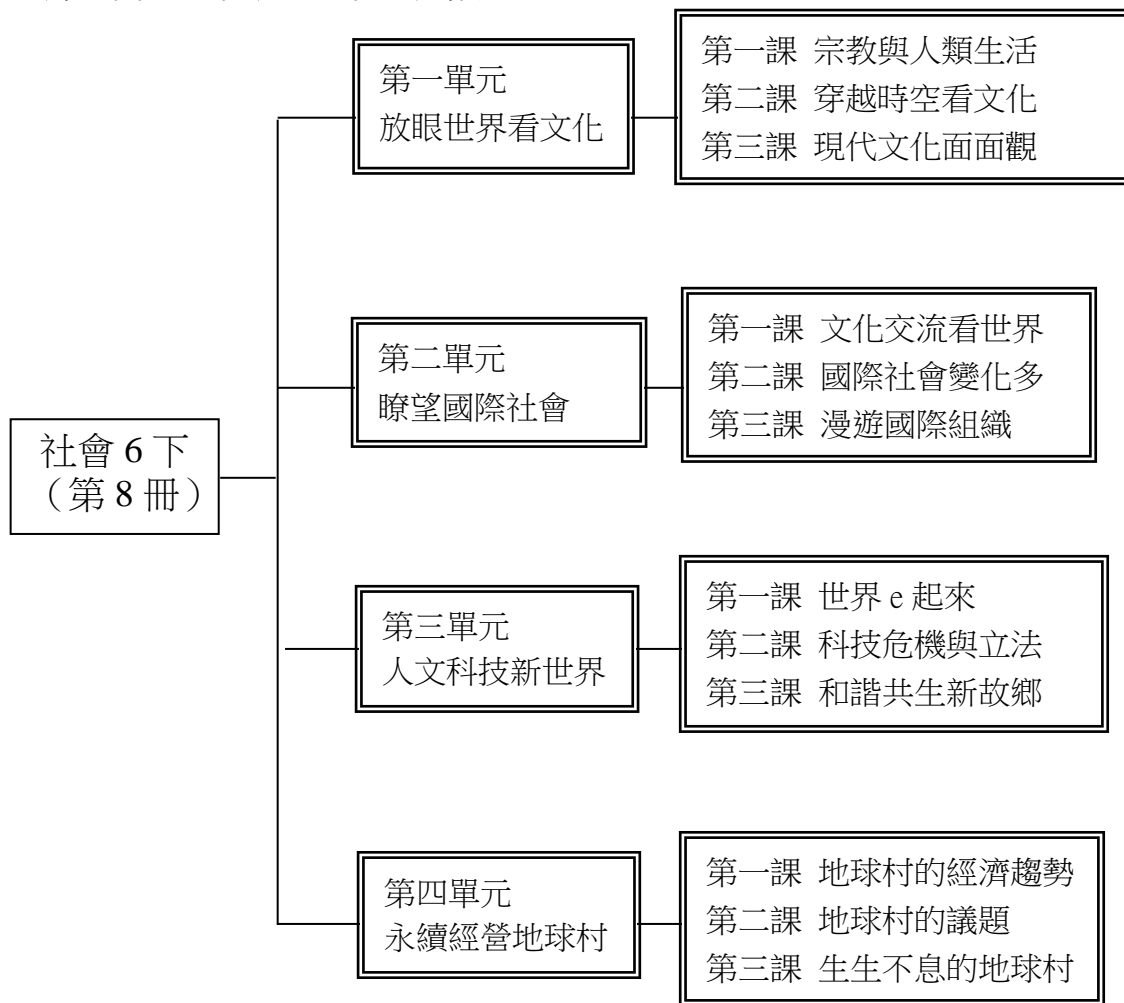 第一單元
放眼世界看文化
第一課 宗教與人類生活
第二課 穿越時空看文化
第三課 現代文化面面觀
第二單元
瞭望國際社會
第一課 文化交流看世界
第二課 國際社會變化多
第三課 漫遊國際組織
社會 6 下
（第 8 冊）
第三單元
人文科技新世界
第一課 世界 e 起來
第二課 科技危機與立法
第三課 和諧共生新故鄉
第四單元
永續經營地球村
第一課 地球村的經濟趨勢
第二課 地球村的議題
第三課 生生不息的地球村